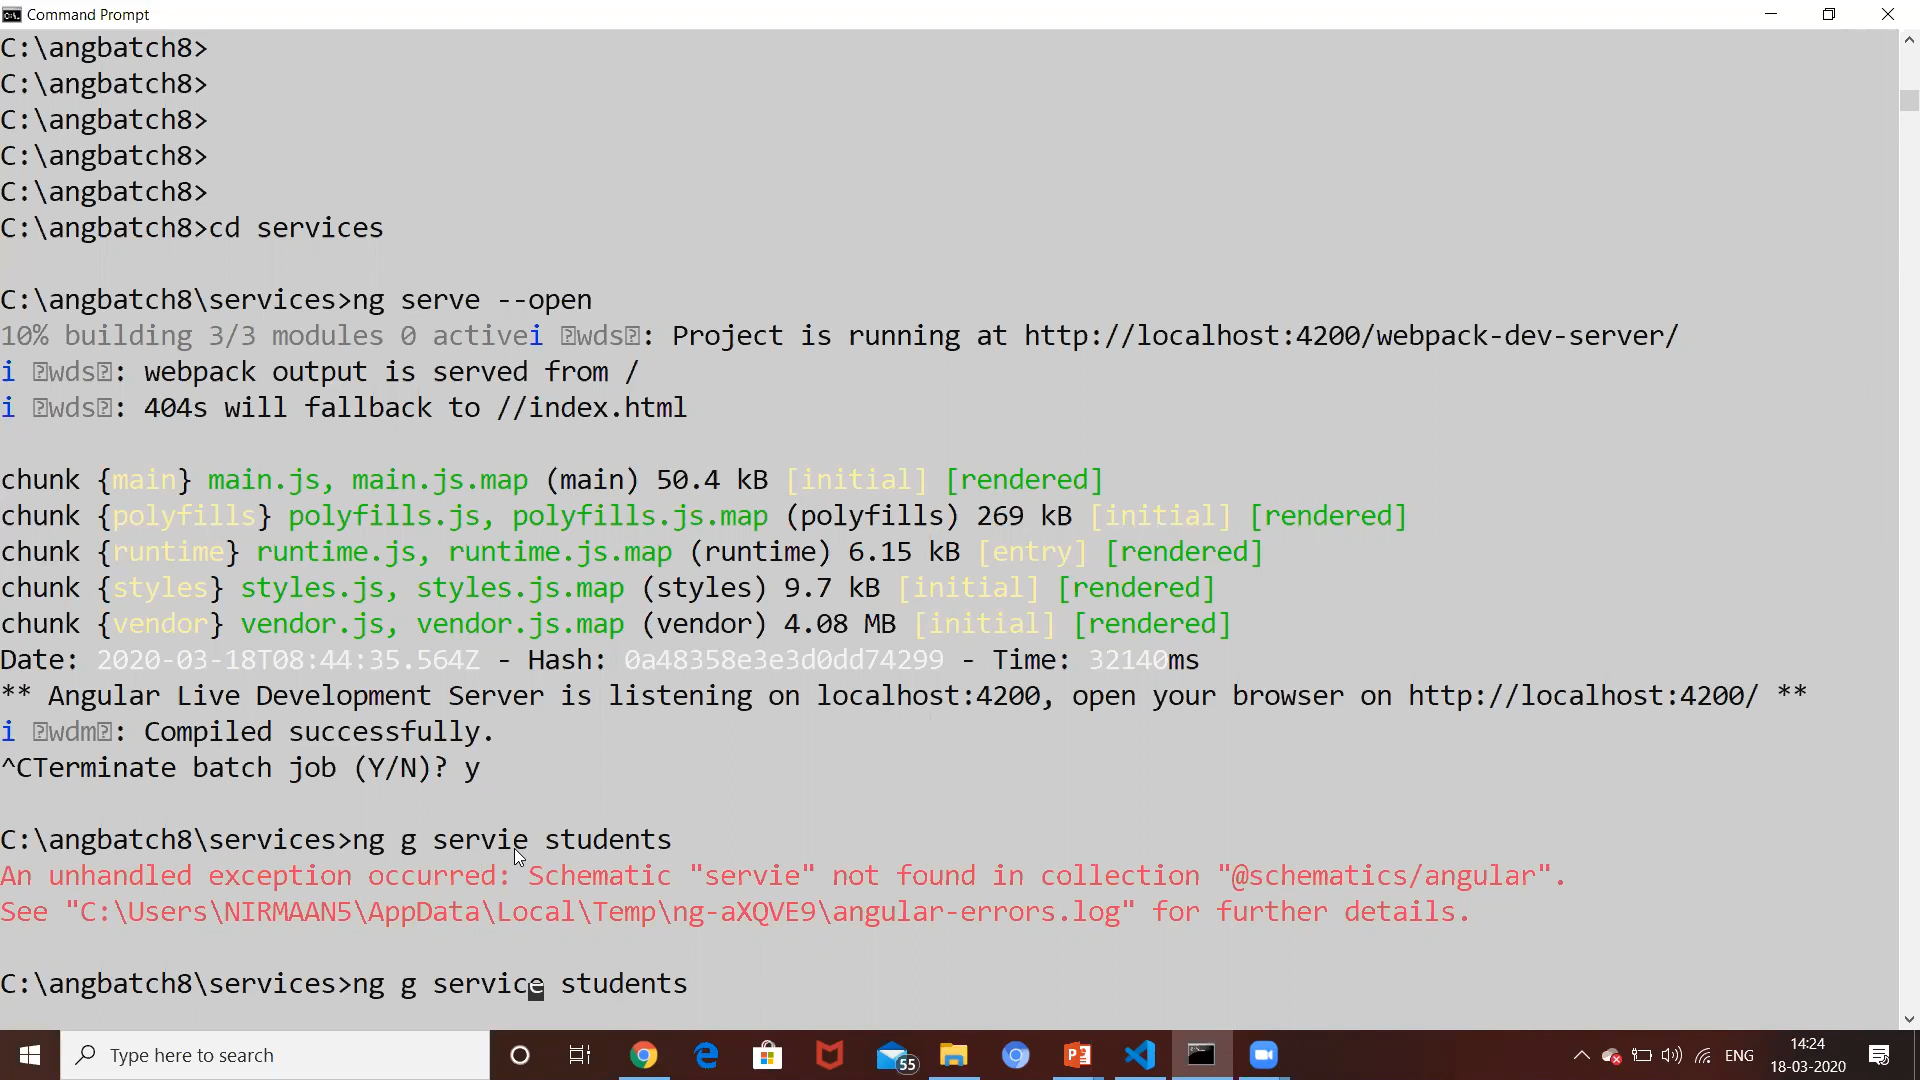 Command Prompt
C:\angbatch8>
C:\angbatch8>
C:\angbatch8>
C:\angbatch8>
C:\angbatch8>
C:\angbatch8>cd services
C:\angbatch8\services>ng serve --open
10% building 3/3 modules 0 activei ⍰wds⍰: Project is running at http://localhost:4200/webpack-dev-server/
i ⍰wds⍰: webpack output is served from /
i ⍰wds⍰: 404s will fallback to //index.html
chunk {main} main.js, main.js.map (main) 50.4 kB [initial] [rendered]
chunk {polyfills} polyfills.js, polyfills.js.map (polyfills) 269 kB [initial] [rendered]
chunk {runtime} runtime.js, runtime.js.map (runtime) 6.15 kB [entry] [rendered]
chunk {styles} styles.js, styles.js.map (styles) 9.7 kB [initial] [rendered]
chunk {vendor} vendor.js, vendor.js.map (vendor) 4.08 MB [initial] [rendered]
Date: 2020-03-18T08:44:35.564Z - Hash: 0a48358e3e3d0dd74299 - Time: 32140ms
** Angular Live Development Server is listening on localhost:4200, open your browser on http://localhost:4200/ **
i ⍰wdm⍰: Compiled successfully.
^CTerminate batch job (Y/N)? y
C:\angbatch8\services>ng g servie students
An unhandled exception occurred: Schematic "servie" not found in collection "@schematics/angular".
See "C:\Users\NIRMAAN5\AppData\Local\Temp\ng-aXQVE9\angular-errors.log" for further details.
C:\angbatch8\services>ng g service students
Type here to search
55
ENG
14:24
18-03-2020